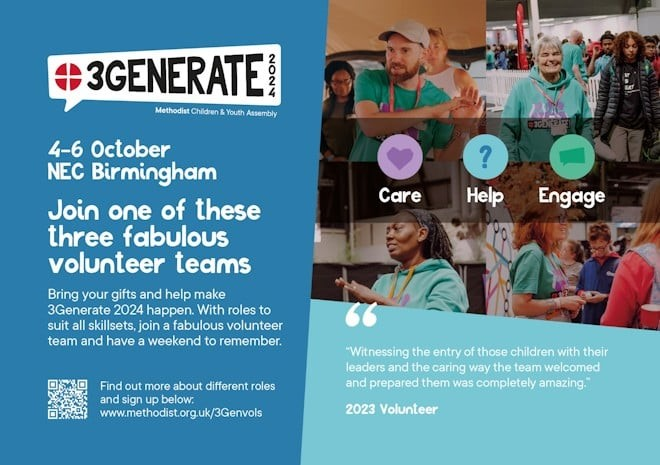 3GENERATE 2024
Methodist Children & Youth Assembly
4-6 October
NEC Birmingham
Join one of these
three fabulous
volunteer teams
Bring your gifts and help make
3Generate 2024 happen. With roles to
suit all skillsets, join a fabulous volunteer
team and have a weekend to remember.
Find out more about different roles
and sign up below:
www.methodist.org.uk/3Genvols
?
Care Help Engage
“Witnessing the entry of those children with their
leaders and the caring way the team welcomed
and prepared them was completely amazing.”
2023 Volunteer